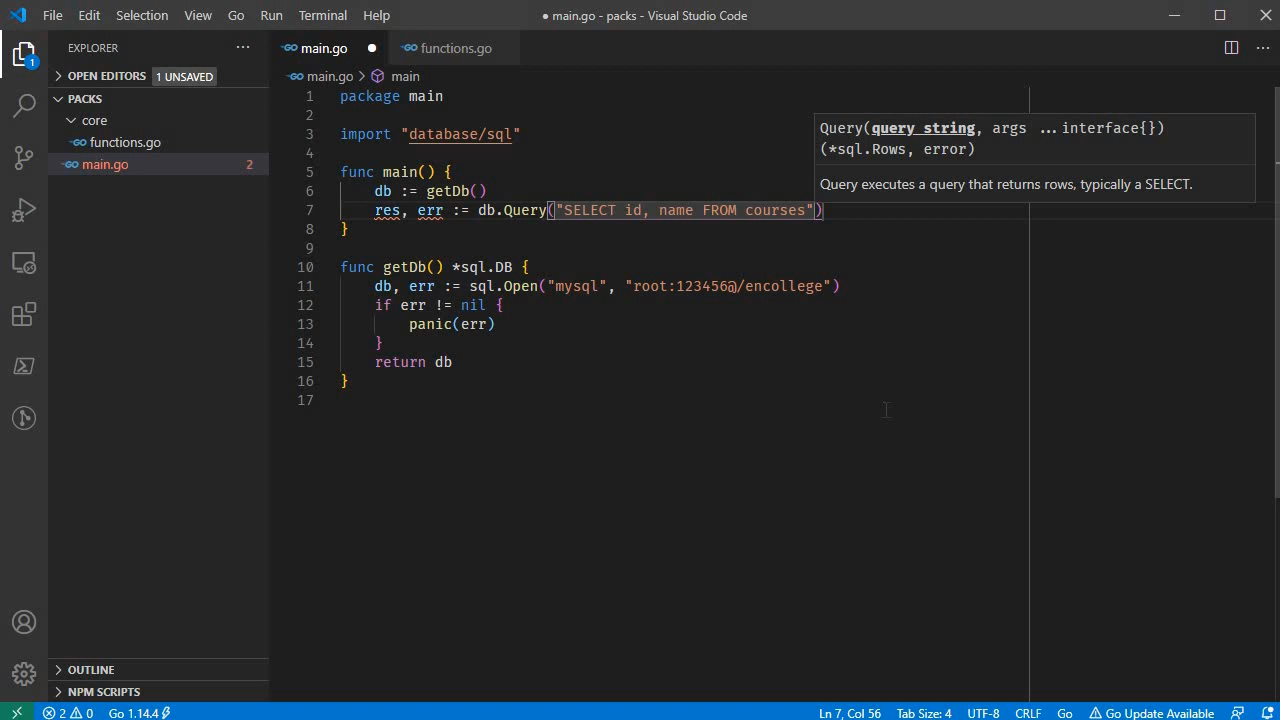 File Edit Selection View Go Run Terminal Help ● main.go - packs - Visual Studio Code
EXPLORER
main.go
functions.go
OPEN EDITORS 1 UNSAVED
main.go > main
PACKS
core
functions.go
main.go 2
1 package main
2
3 import "database/sql"
4
5 func main() {
6 db := getDb()
7 res, err := db.Query("SELECT id, name FROM courses")
8 }
9
10 func getDb() *sql.DB {
11 db, err := sql.Open("mysql", "root:123456@/encollege")
12 if err != nil {
13 panic(err)
14 }
15 return db
16 }
17
Query(query string, args ...interface{})
(*sql.Rows, error)
Query executes a query that returns rows, typically a SELECT.
1
OUTLINE
NPM SCRIPTS
2 0 Go 1.14.4 Ln 7, Col 56 Tab Size: 4 UTF-8 CRLF Go Go Update Available